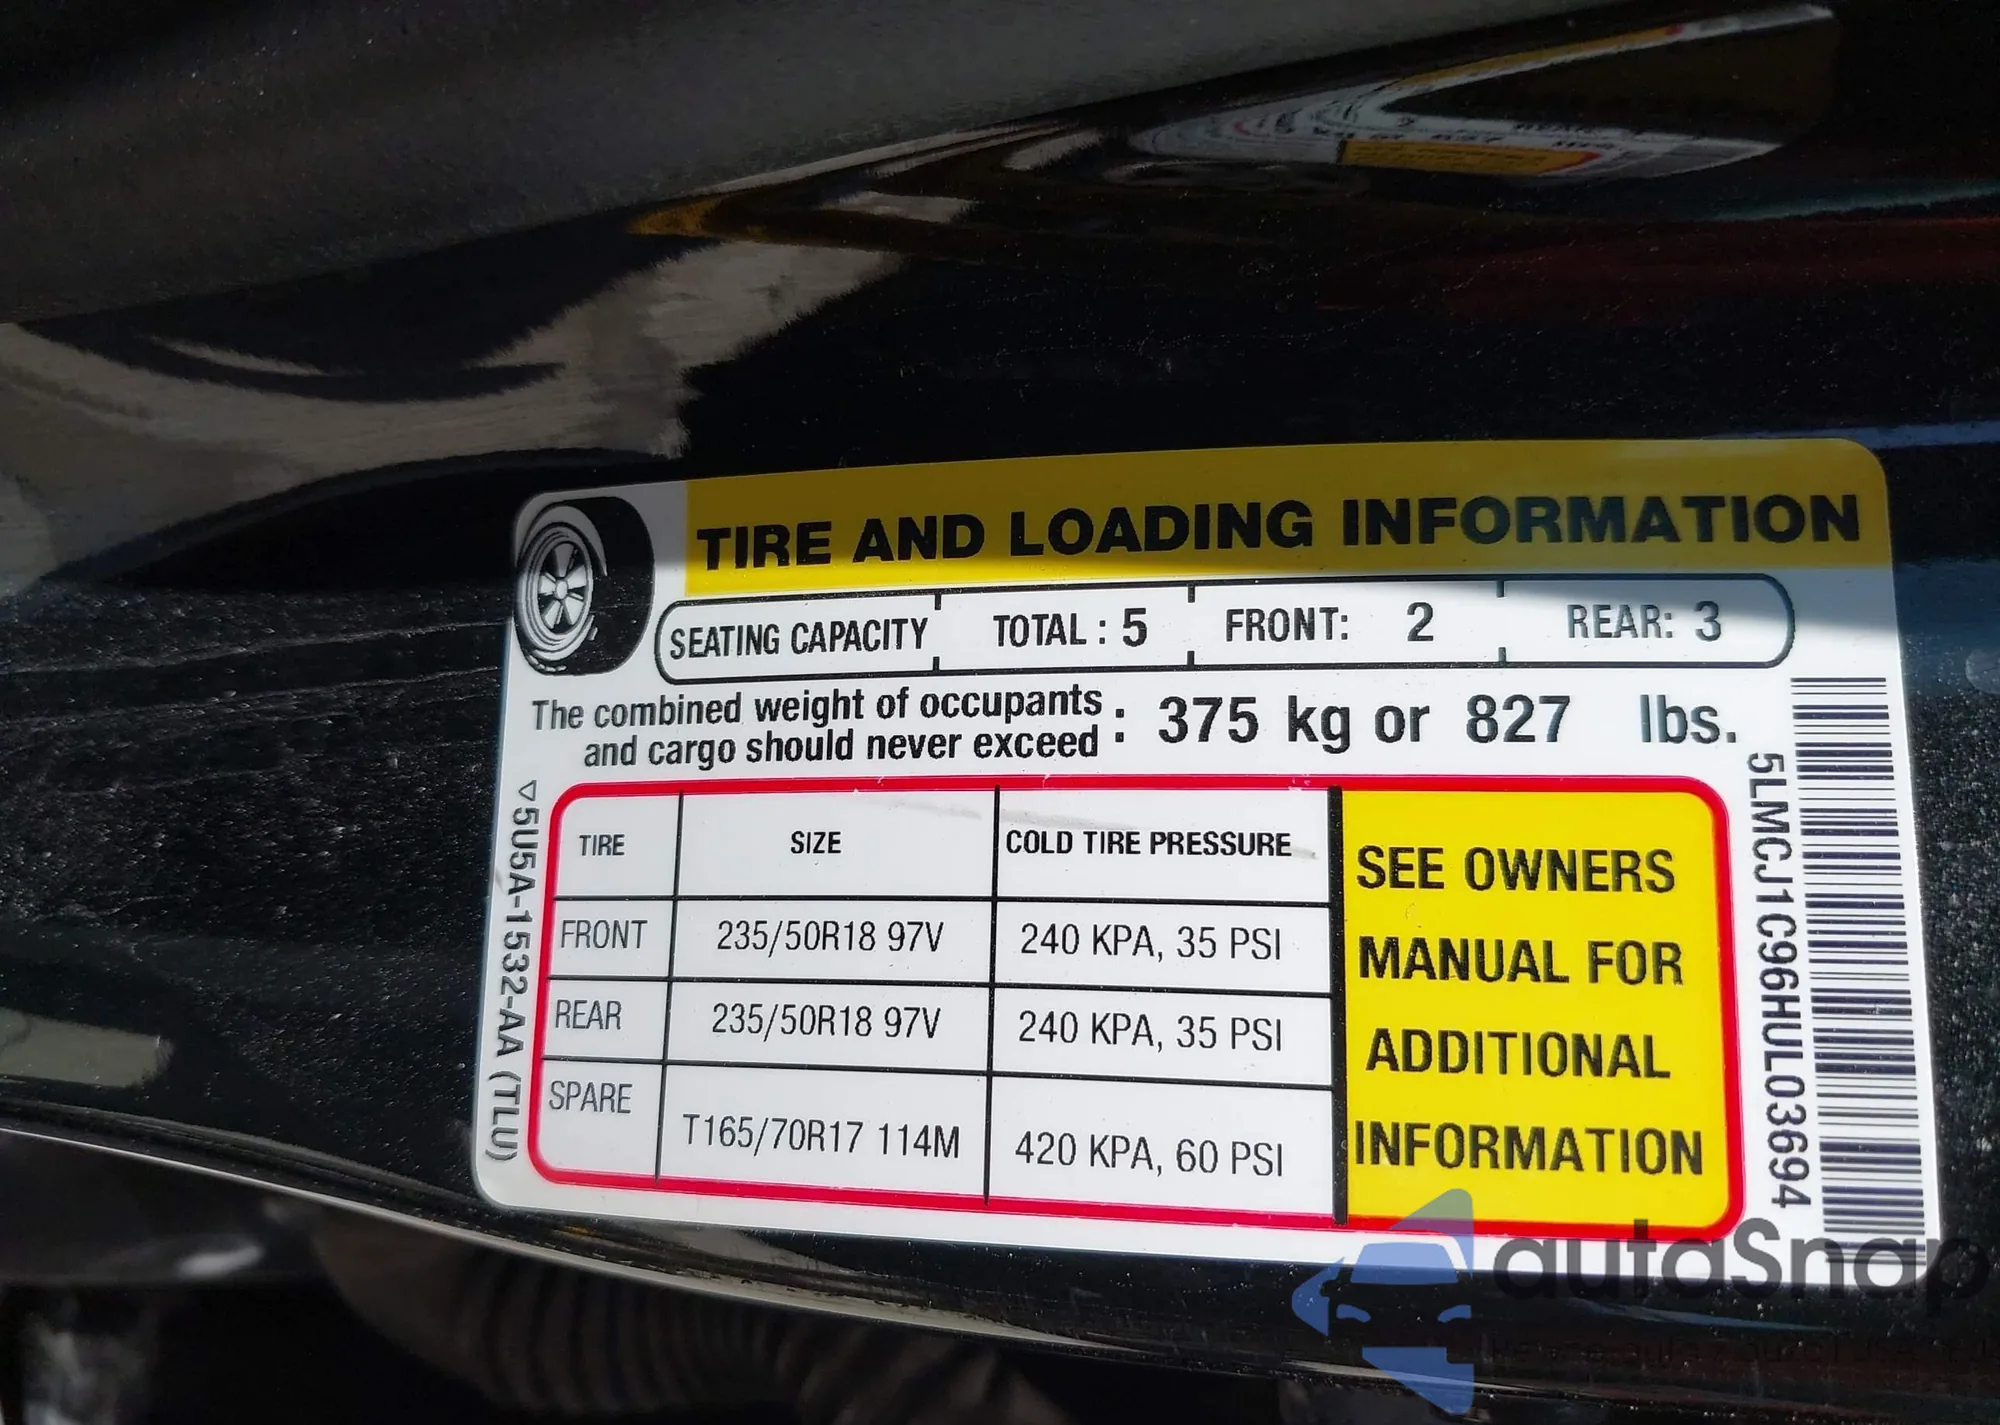 TIRE AND LOADING INFORMATION
SEATING CAPACITY TOTAL : 5 FRONT: 2 REAR: 3
The combined weight of occupants
and cargo should never exceed : 375 kg or 827 lbs.
TIRE SIZE COLD TIRE PRESSURE
FRONT 235/50R18 97V 240 KPA, 35 PSI
REAR 235/50R18 97V 240 KPA, 35 PSI
SPARE T165/70R17 114M 420 KPA, 60 PSI
SEE OWNERS
MANUAL FOR
ADDITIONAL
INFORMATION
▽5U5A-1532-AA (TLU)
5LMCJ1C96HUL03694
autaSnap